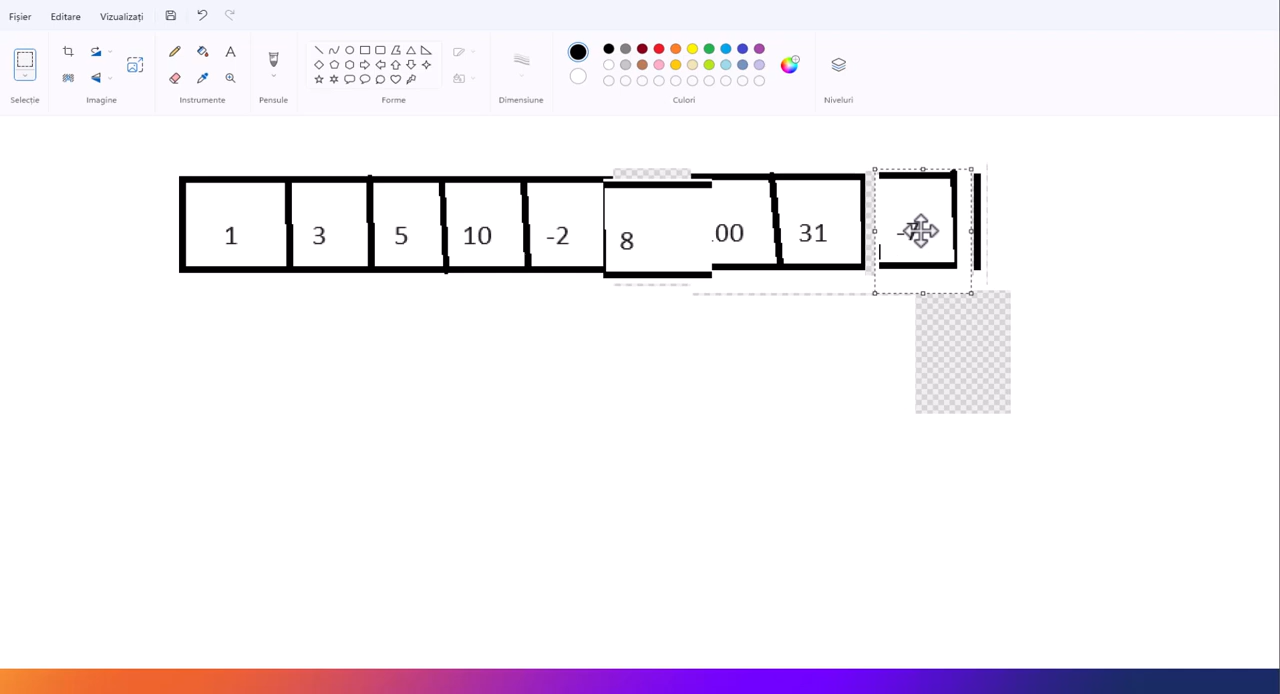 Fișier Editare Vizualizați
Selecție Imagine Instrumente Pensule Forme Dimensiune Culori Niveluri
1 3 5 10 -2 8 00 31